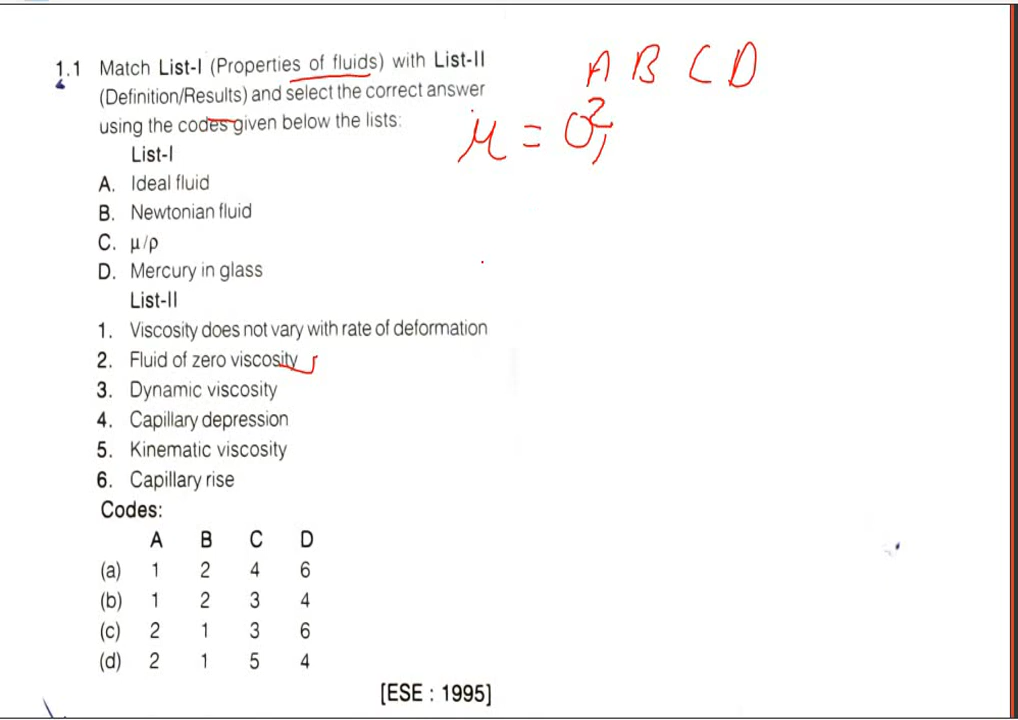 1.1 Match List-I (Properties of fluids) with List-II
(Definition/Results) and select the correct answer
using the codes given below the lists:
List-I
A. Ideal fluid
B. Newtonian fluid
C. μ/ρ
D. Mercury in glass
List-II
1. Viscosity does not vary with rate of deformation
2. Fluid of zero viscosity
3. Dynamic viscosity
4. Capillary depression
5. Kinematic viscosity
6. Capillary rise
Codes:
A B C D
(a) 1 2 4 6
(b) 1 2 3 4
(c) 2 1 3 6
(d) 2 1 5 4
[ESE : 1995]
A B C D
2
μ = 0,